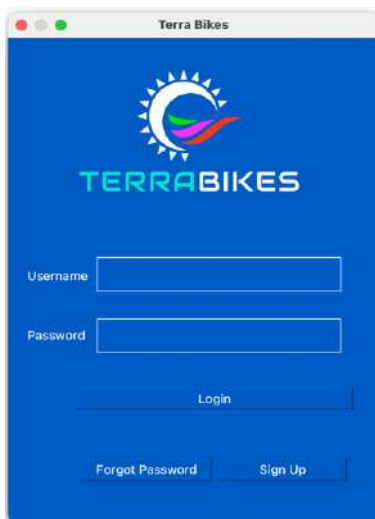 Terra Bikes
TERRABIKES
Username
Password
Login
Forgot Password Sign Up